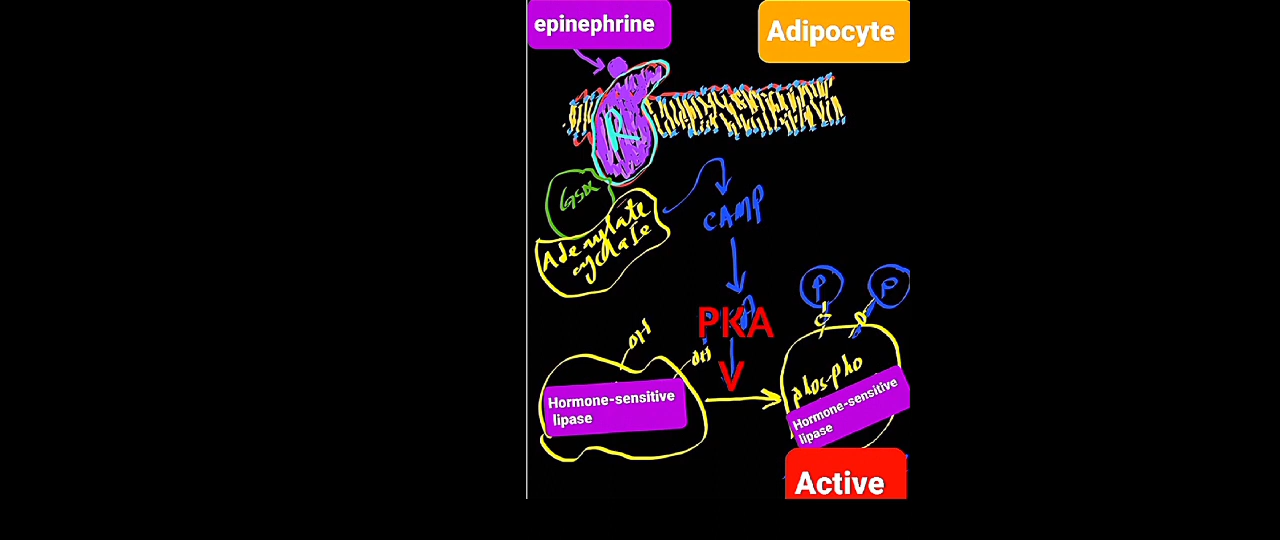 epinephrine
Adipocyte
R
Gsα
Adenylate
cyclase
cAMP
P
P
PKA
OH
OH
O
O
phospho
Hormone-sensitive
lipase
Hormone-sensitive
lipase
Active